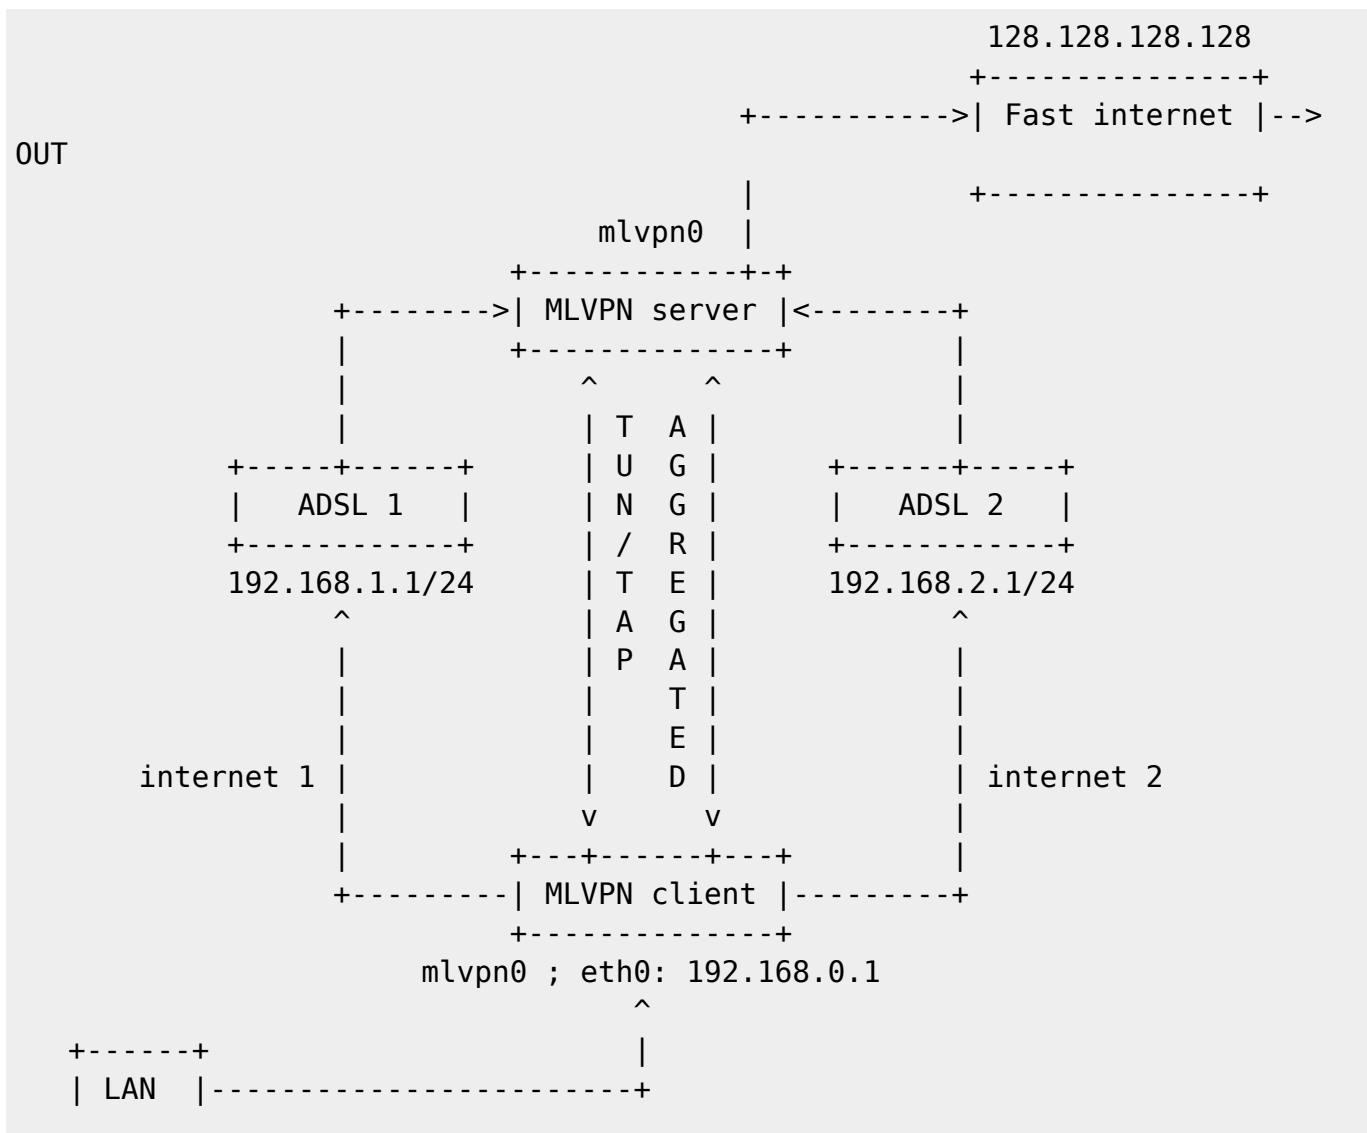 128.128.128.128
                                                      +---------------+
                                         +----------->| Fast internet |-->
OUT
                                         |            +---------------+
                                 mlvpn0  |
                            +------------+-+
                  +-------->| MLVPN server |<--------+
                  |         +--------------+         |
                  |             ^      ^             |
                  |             | T  A |             |
            +-----+------+      | U  G |      +------+-----+
            |   ADSL 1   |      | N  G |      |   ADSL 2   |
            +------------+      | /  R |      +------------+
            192.168.1.1/24      | T  E |      192.168.2.1/24
                  ^             | A  G |             ^
                  |             | P  A |             |
                  |             |    T |             |
                  |             |    E |             |
       internet 1 |             |    D |             | internet 2
                  |             v      v             |
                  |         +---+------+---+         |
                  +---------| MLVPN client |---------+
                            +--------------+
                       mlvpn0 ; eth0: 192.168.0.1
                                   ^
   +------+                        |
   | LAN  |------------------------+